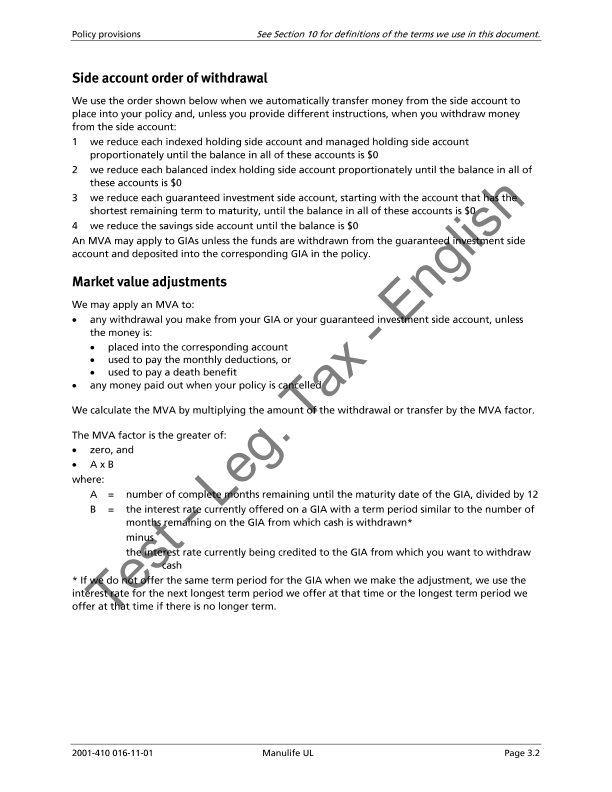 Policy provisions See Section 10 for definitions of the terms we use in this document.
Side account order of withdrawal
We use the order shown below when we automatically transfer money from the side account to
place into your policy and, unless you provide different instructions, when you withdraw money
from the side account:
1 we reduce each indexed holding side account and managed holding side account
proportionately until the balance in all of these accounts is $0
2 we reduce each balanced index holding side account proportionately until the balance in all of
these accounts is $0
3 we reduce each guaranteed investment side account, starting with the account that has the
shortest remaining term to maturity, until the balance in all of these accounts is $0
4 we reduce the savings side account until the balance is $0
An MVA may apply to GIAs unless the funds are withdrawn from the guaranteed investment side
account and deposited into the corresponding GIA in the policy.
Market value adjustments
We may apply an MVA to:
• any withdrawal you make from your GIA or your guaranteed investment side account, unless
the money is:
• placed into the corresponding account
• used to pay the monthly deductions, or
• used to pay a death benefit
• any money paid out when your policy is cancelled
We calculate the MVA by multiplying the amount of the withdrawal or transfer by the MVA factor.
The MVA factor is the greater of:
• zero, and
• A x B
where:
A = number of complete months remaining until the maturity date of the GIA, divided by 12
B = the interest rate currently offered on a GIA with a term period similar to the number of
months remaining on the GIA from which cash is withdrawn*
minus
the interest rate currently being credited to the GIA from which you want to withdraw
cash
* If we do not offer the same term period for the GIA when we make the adjustment, we use the
interest rate for the next longest term period we offer at that time or the longest term period we
offer at that time if there is no longer term.
Test - Leg. Tax - English
2001-410 016-11-01 Manulife UL Page 3.2